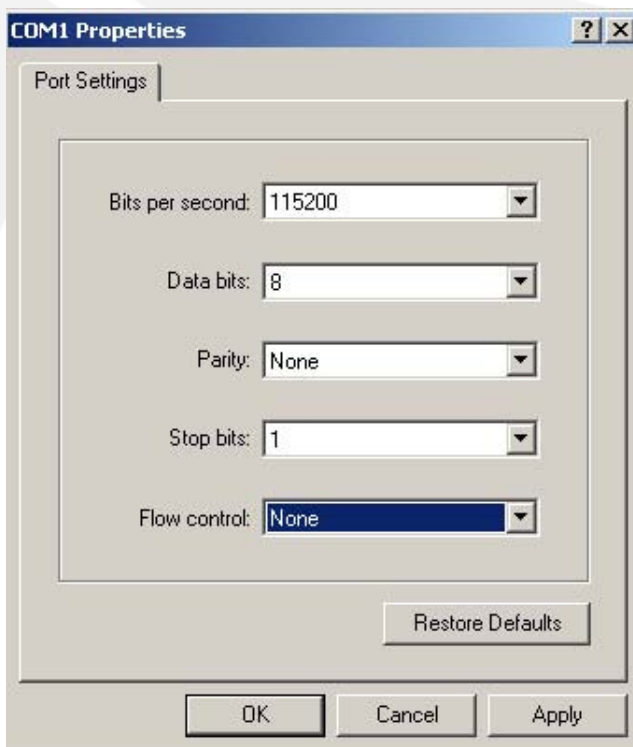 COM1 Properties
Port Settings
Bits per second: 115200
Data bits: 8
Parity: None
Stop bits: 1
Flow control: None
Restore Defaults
OK Cancel Apply